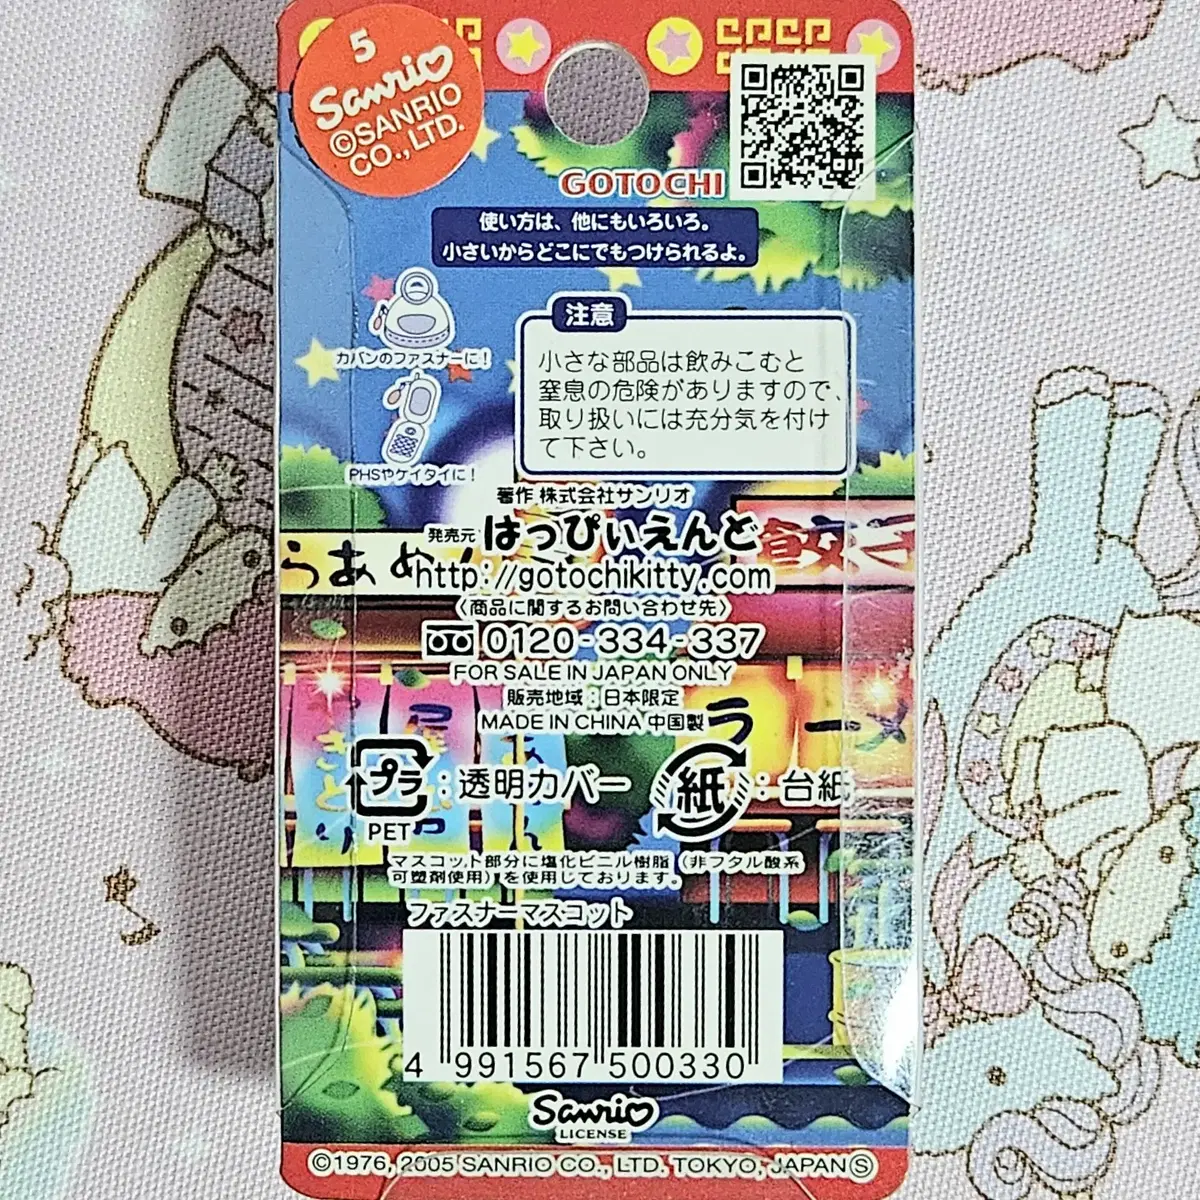 5
Sanrio
©SANRIO
CO., LTD.
GOTOCHI
使い方は、他にもいろいろ。
小さいからどこにでもつけられるよ。
カバンのファスナーに!
PHSやケイタイに!
注意
小さな部品は飲みこむと
窒息の危険がありますので、
取り扱いには充分気を付け
て下さい。
著作 株式会社サンリオ
発売元 はっぴぃえんど
らあめん
http://gotochikitty.com
〈商品に関するお問い合わせ先〉
0120-334-337
FOR SALE IN JAPAN ONLY
販売地域:日本限定
MADE IN CHINA 中国製
ラーメ
プラ:透明カバー
PET
紙:台紙
マスコット部分に塩化ビニル樹脂(非フタル酸系
可塑剤使用)を使用しております。
ファスナーマスコット
4 991567 500330
Sanrio
LICENSE
©1976, 2005 SANRIO CO., LTD. TOKYO, JAPAN Ⓢ